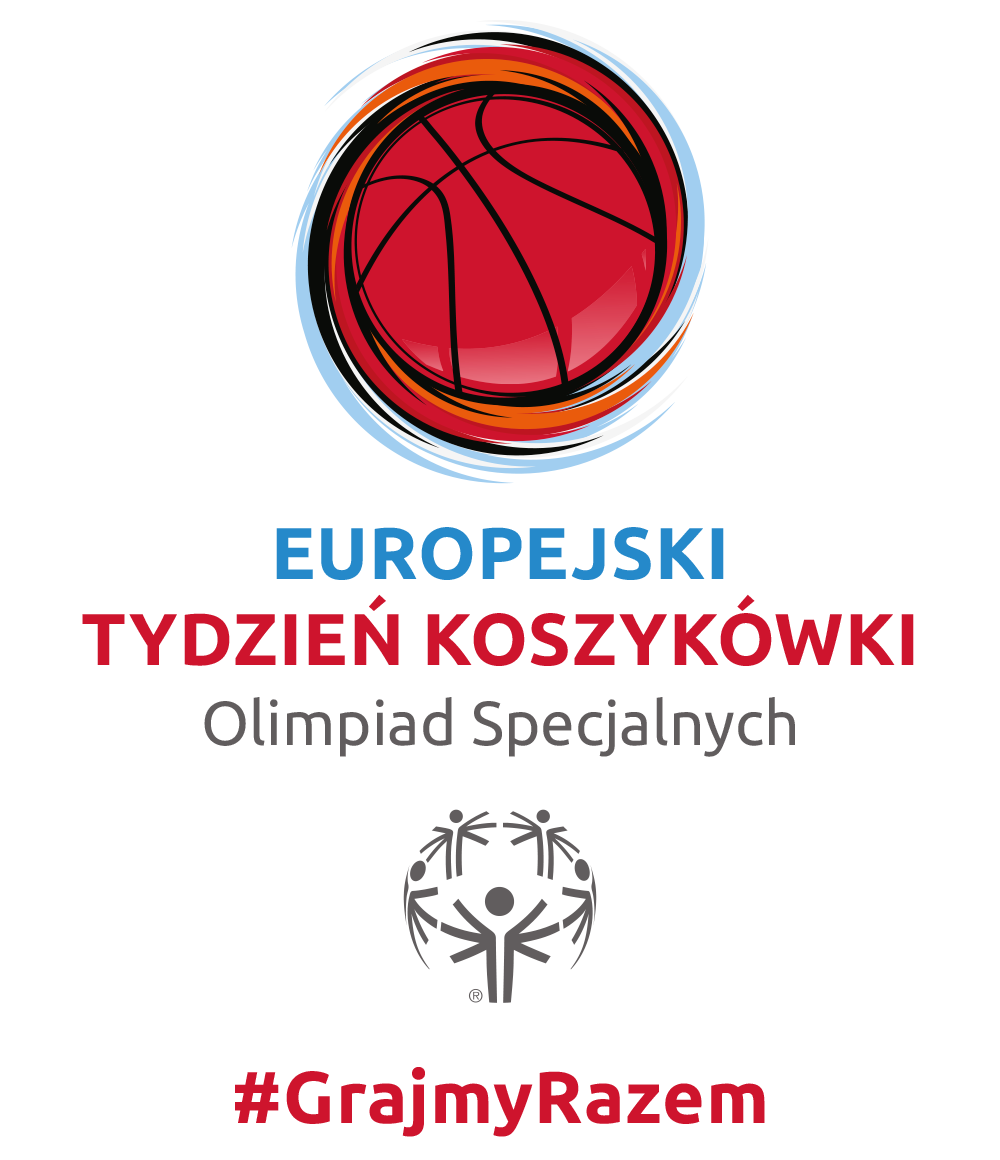 EUROPEJSKI
TYDZIEŃ KOSZYKÓWKI
Olimpiad Specjalnych
®
#GrajmyRazem